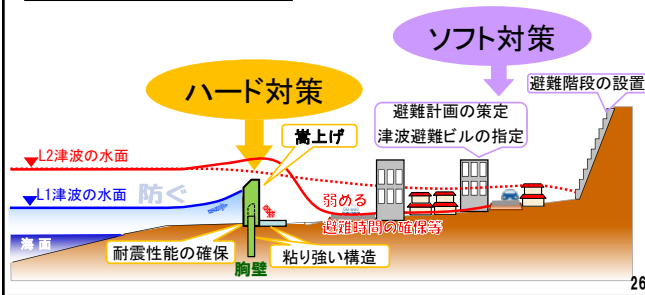 ソフト対策
ハード対策
避難階段の設置
避難計画の策定
津波避難ビルの指定
嵩上げ
L2津波の水面
L1津波の水面
防ぐ
弱める
避難時間の確保等
海面
耐震性能の確保
粘り強い構造
胸壁
26